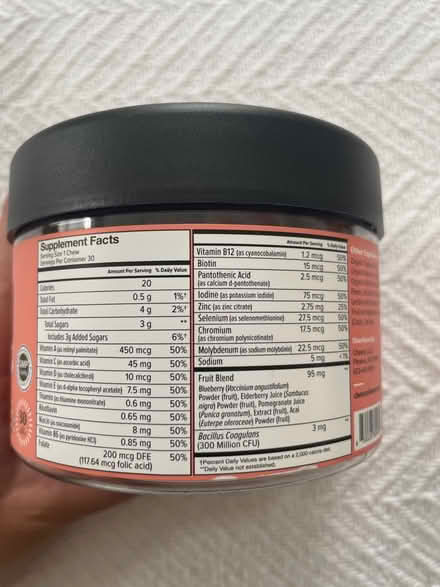 Supplement Facts
Serving Size 1 Chew
Servings Per Container 30
Amount Per Serving % Daily Value
Calories 20
Total Fat 0.5 g 1%†
Total Carbohydrate 4 g 2%†
Total Sugars 3 g **
Includes 3g Added Sugars 6%†
Vitamin A (as retinyl palmitate) 450 mcg 50%
Vitamin C (as ascorbic acid) 45 mg 50%
Vitamin D (as cholecalciferol) 10 mcg 50%
Vitamin E (as d-alpha tocopheryl acetate) 7.5 mg 50%
Thiamin (as thiamine mononitrate) 0.6 mg 50%
Riboflavin 0.65 mg 50%
Niacin (as niacinamide) 8 mg 50%
Vitamin B6 (as pyridoxine HCl) 0.85 mg 50%
Folate 200 mcg DFE 50%
(117.64 mcg folic acid)
Amount Per Serving % Daily Value
Vitamin B12 (as cyanocobalamin) 1.2 mcg 50%
Biotin 15 mcg 50%
Pantothenic Acid 2.5 mcg 50%
(as calcium d-pantothenate)
Iodine (as potassium iodide) 75 mcg 50%
Zinc (as zinc citrate) 2.75 mg 25%
Selenium (as selenomethionine) 27.5 mcg 50%
Chromium 17.5 mcg 50%
(as chromium polynicotinate)
Molybdenum (as sodium molybdate) 22.5 mcg 50%
Sodium 5 mg <1%
Fruit Blend 95 mg **
Blueberry (Vaccinium angustifolium)
Powder (fruit), Elderberry Juice (Sambucus
nigra) Powder (fruit), Pomegranate Juice
(Punica granatum), Extract (fruit), Acai
(Euterpe oleraceae) Powder (fruit)
Bacillus Coagulans 3 mg **
(300 Million CFU)
†Percent Daily Values are based on a 2,000 calorie diet.
**Daily Value not established.